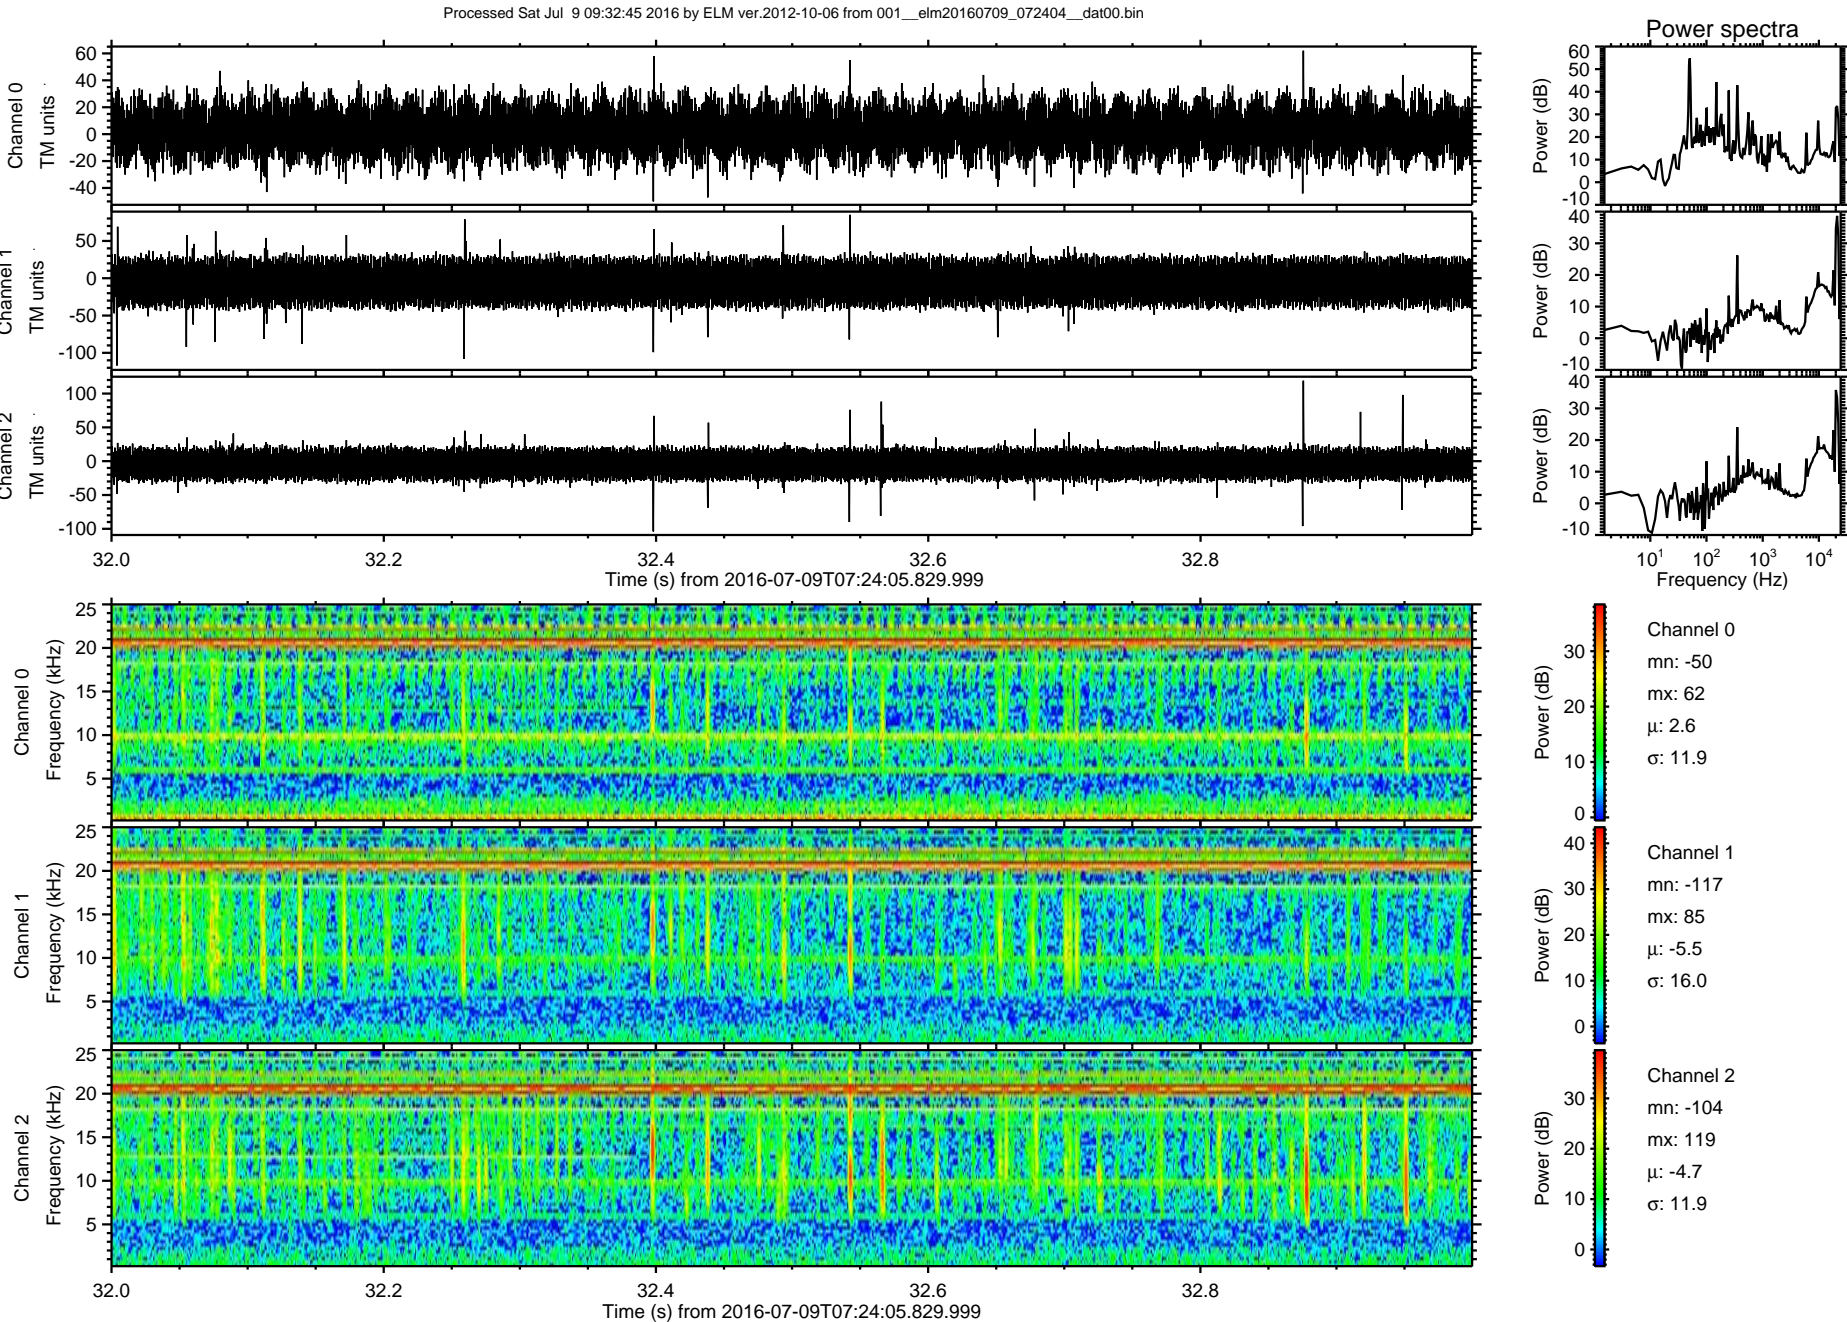 Processed Sat Jul  9 09:32:45 2016 by ELM ver.2012-10-06 from 001__elm20160709_072404__dat00.bin
Power spectra
Channel 0
TM units
60
40
20
0
-20
-40
Power (dB)
60
50
40
30
20
10
0
-10
Channel 1
TM units
50
0
-50
-100
Power (dB)
40
30
20
10
0
-10
Channel 2
TM units
100
50
0
-50
-100
Power (dB)
40
30
20
10
0
-10
32.0 32.2 32.4 32.6 32.8
Time (s) from 2016-07-09T07:24:05.829.999
10^1 10^2 10^3 10^4
Frequency (Hz)
Channel 0
Frequency (kHz)
25
20
15
10
5
Power (dB)
30
20
10
0
Channel 0
mn: -50
mx: 62
μ: 2.6
σ: 11.9
Channel 1
Frequency (kHz)
25
20
15
10
5
Power (dB)
40
30
20
10
0
Channel 1
mn: -117
mx: 85
μ: -5.5
σ: 16.0
Channel 2
Frequency (kHz)
25
20
15
10
5
Power (dB)
30
20
10
0
Channel 2
mn: -104
mx: 119
μ: -4.7
σ: 11.9
32.0 32.2 32.4 32.6 32.8
Time (s) from 2016-07-09T07:24:05.829.999